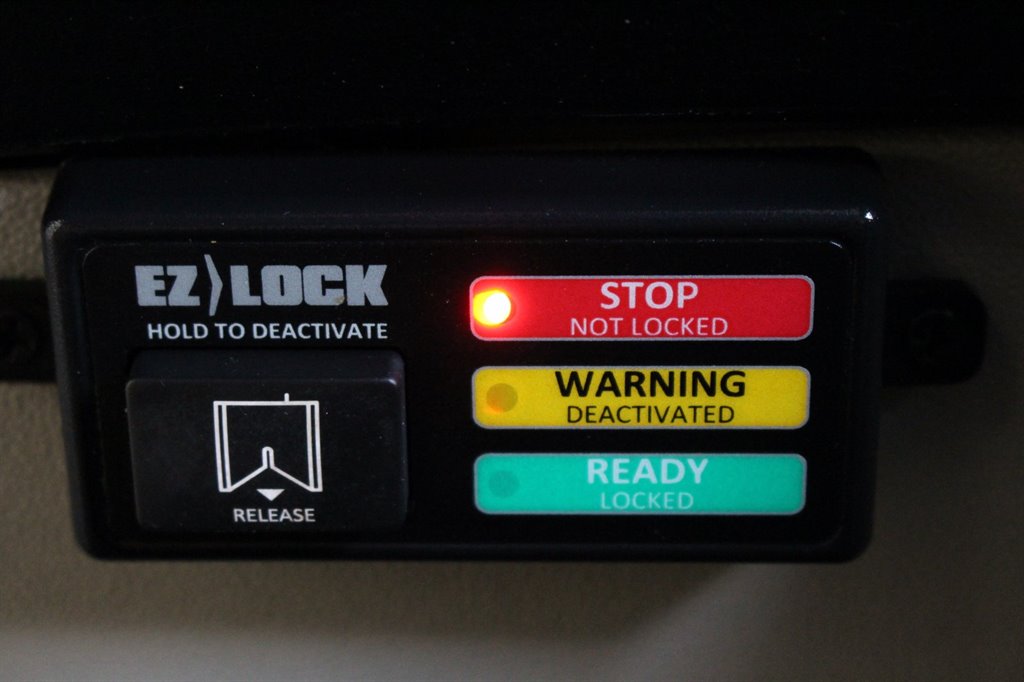 EZ LOCK
HOLD TO DEACTIVATE
RELEASE
STOP
NOT LOCKED
WARNING
DEACTIVATED
READY
LOCKED